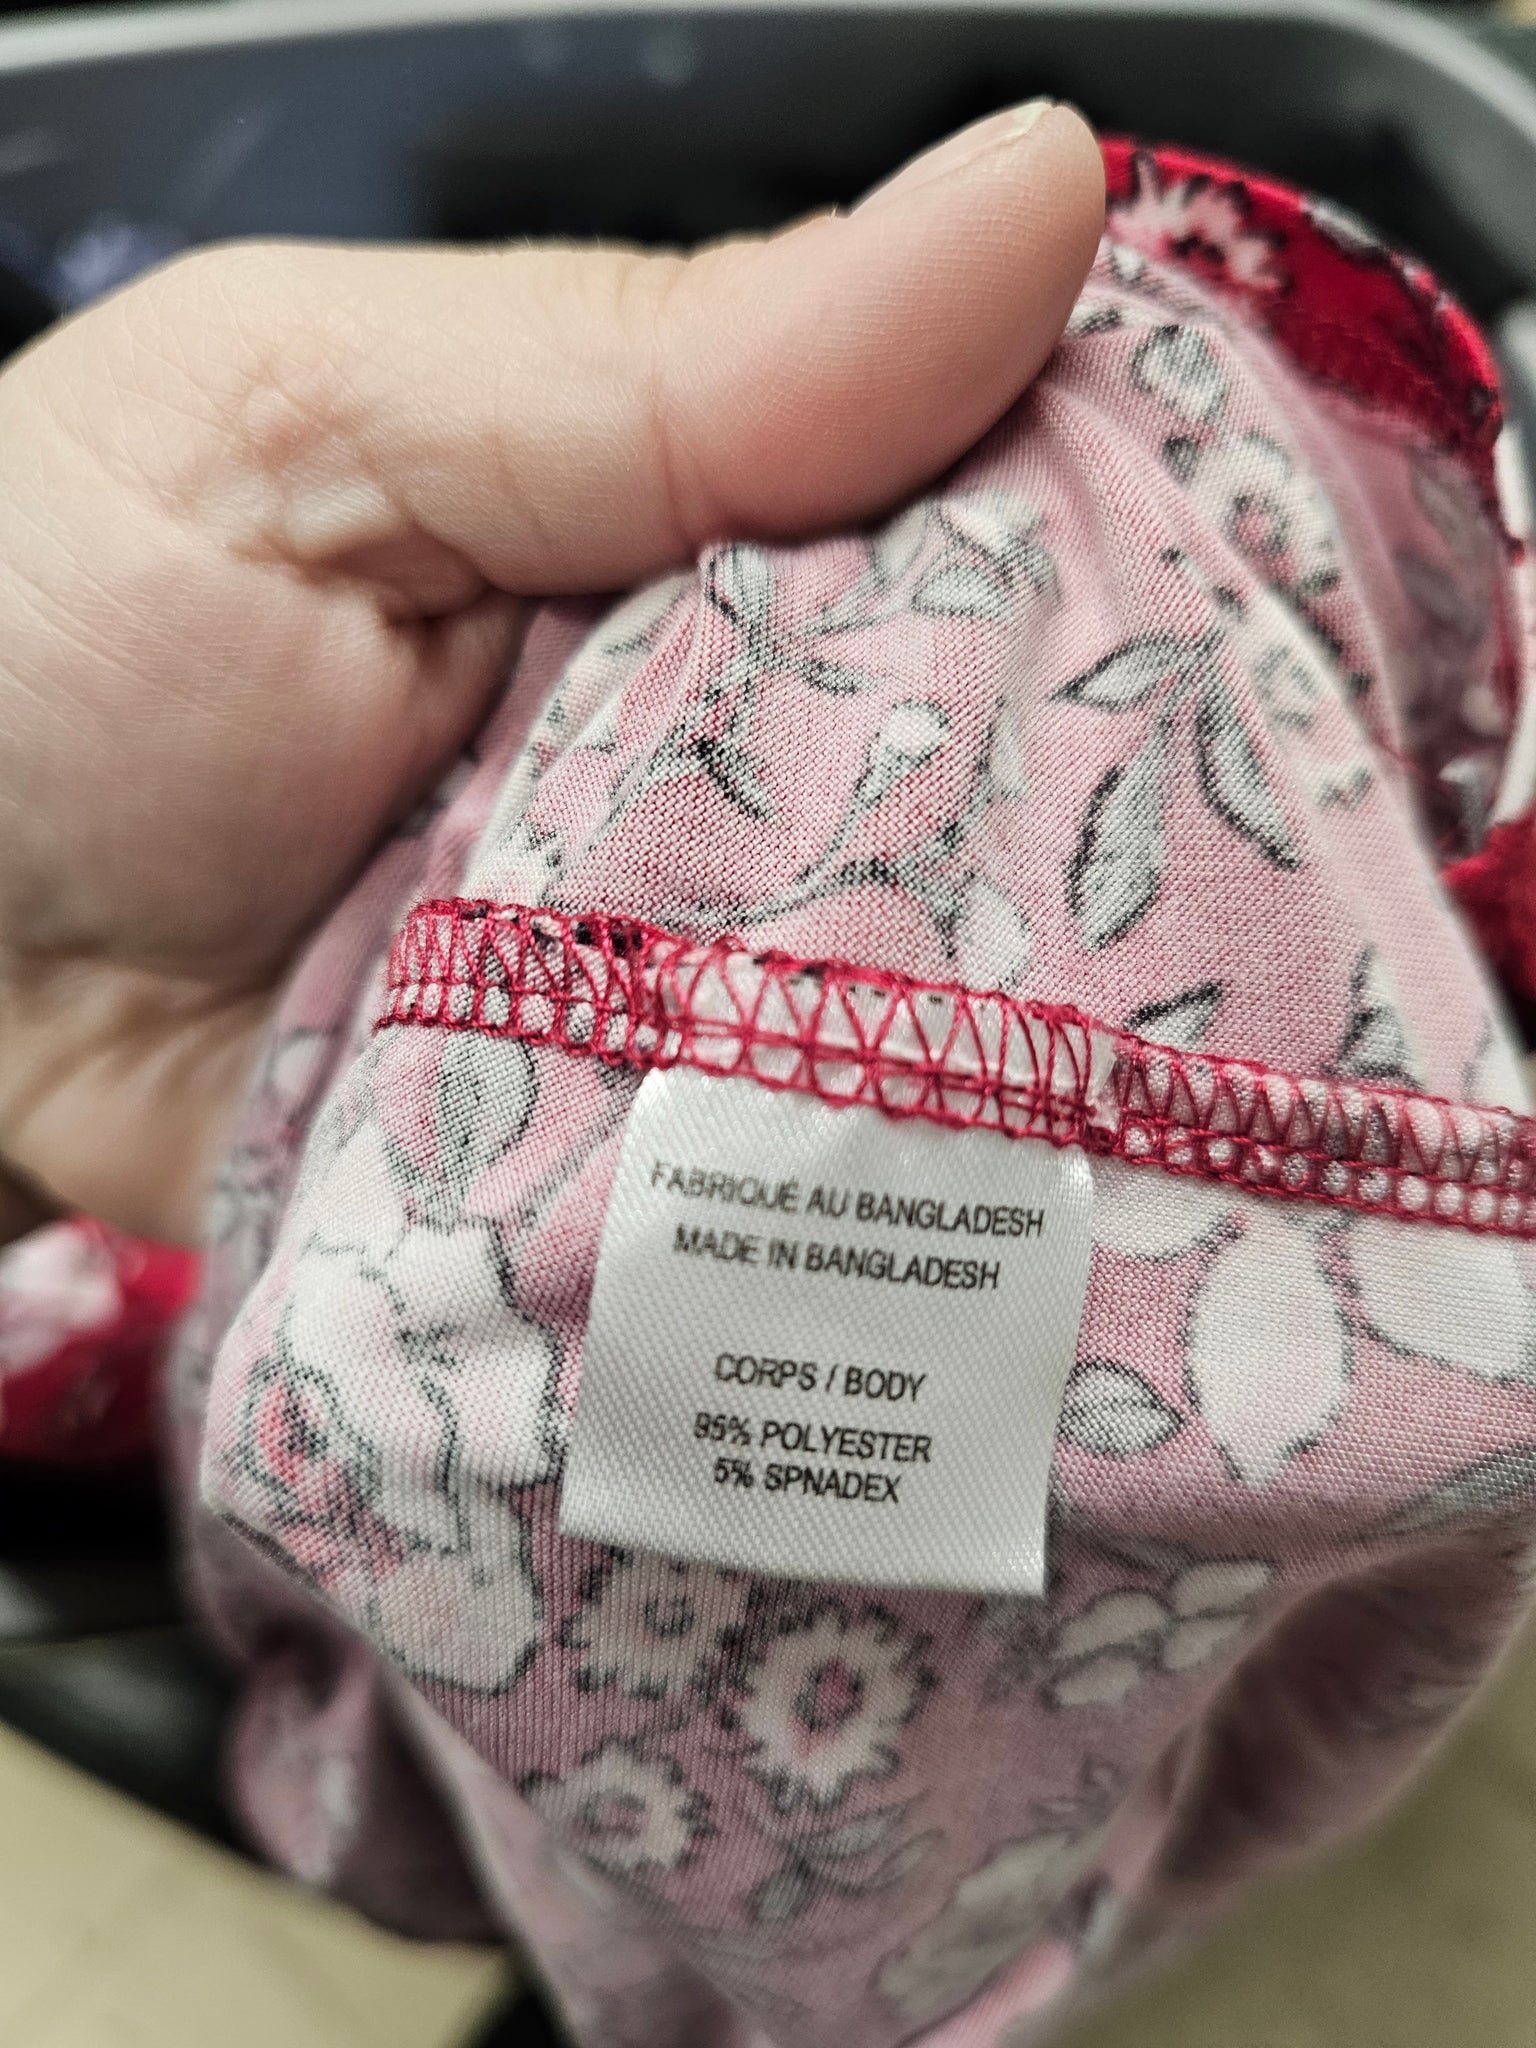 FABRIQUÉ AU BANGLADESH
MADE IN BANGLADESH
CORPS / BODY
95% POLYESTER
5% SPNADEX